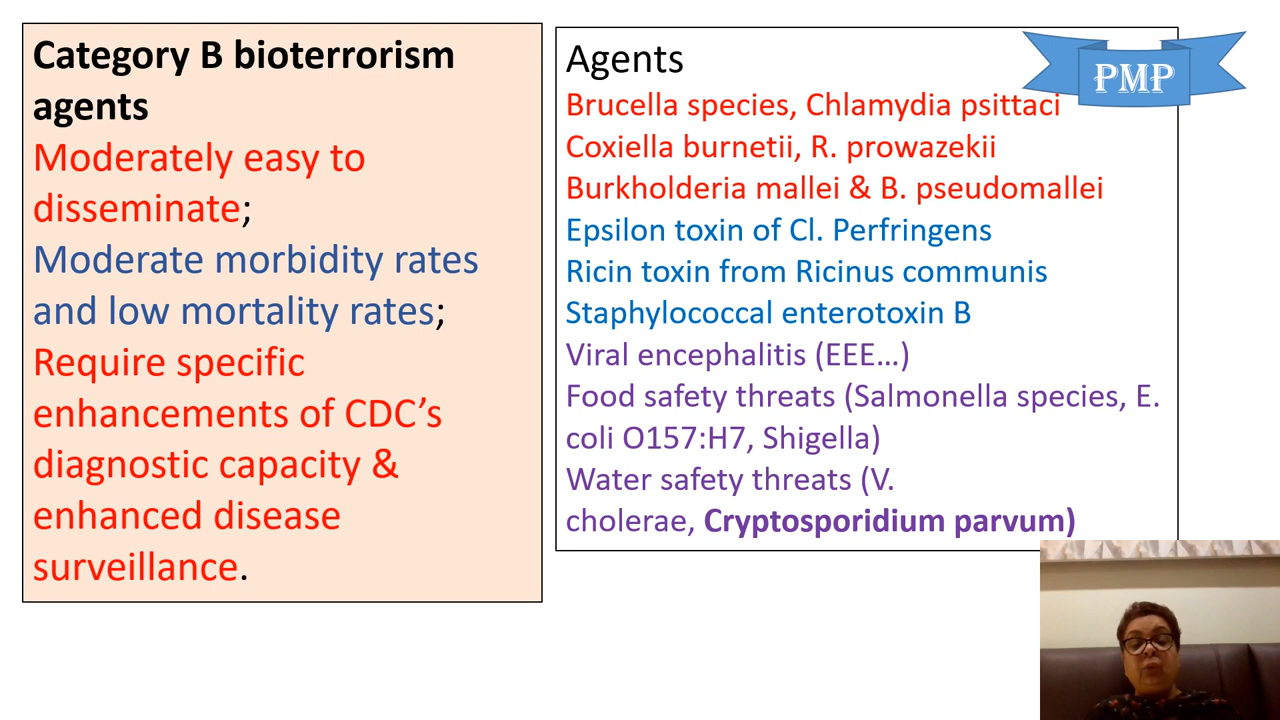 Category B bioterrorism
agents
Moderately easy to
disseminate;
Moderate morbidity rates
and low mortality rates;
Require specific
enhancements of CDC’s
diagnostic capacity &
enhanced disease
surveillance.
Agents
PMP
Brucella species, Chlamydia psittaci
Coxiella burnetii, R. prowazekii
Burkholderia mallei & B. pseudomallei
Epsilon toxin of Cl. Perfringens
Ricin toxin from Ricinus communis
Staphylococcal enterotoxin B
Viral encephalitis (EEE...)
Food safety threats (Salmonella species, E.
coli O157:H7, Shigella)
Water safety threats (V.
cholerae, Cryptosporidium parvum)